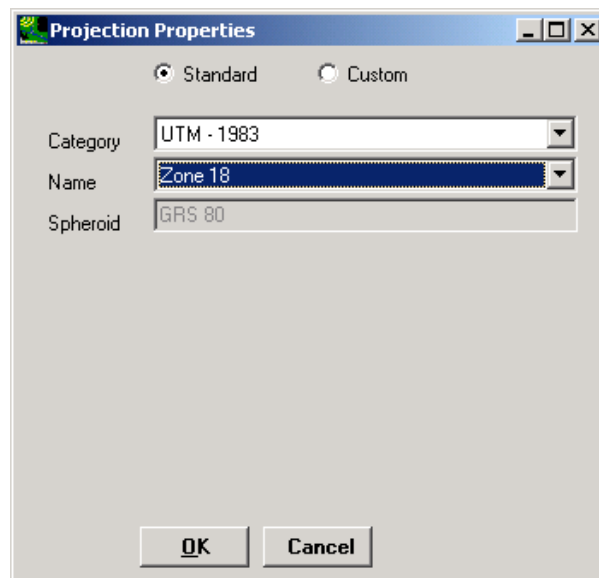 Projection Properties
Standard Custom
Category UTM - 1983
Name Zone 18
Spheroid GRS 80
OK Cancel